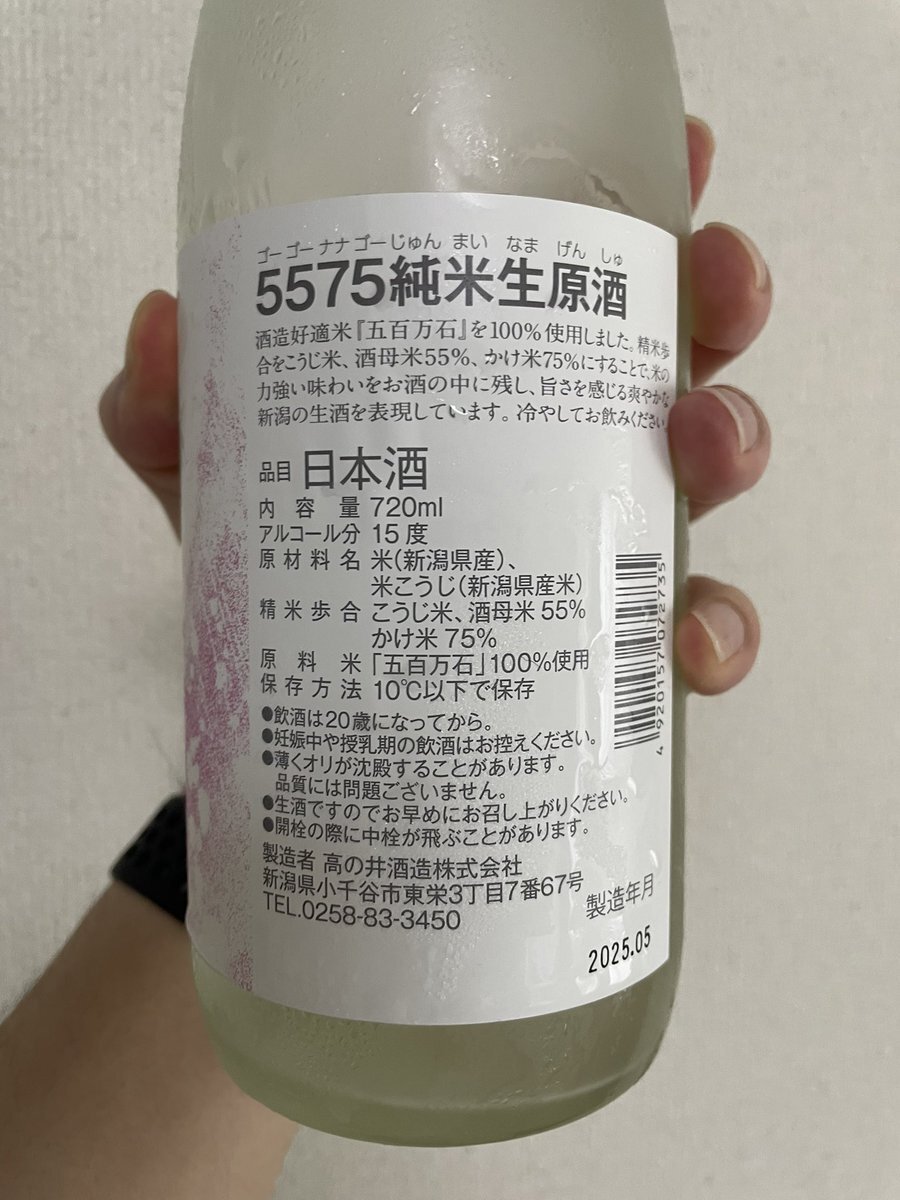 ゴーゴーナナゴーじゅん まい なま げん しゅ
5575純米生原酒
酒造好適米『五百万石』を100%使用しました。精米歩
合をこうじ米、酒母米55%、かけ米75%にすることで、米の
力強い味わいをお酒の中に残し、旨さを感じる爽やかな
新潟の生酒を表現しています。冷やしてお飲みください。
品目 日本酒
内容量 720ml
アルコール分 15度
原材料名 米(新潟県産)、
米こうじ(新潟県産米)
精米歩合 こうじ米、酒母米 55%
かけ米 75%
原料米 「五百万石」100%使用
保存方法 10℃以下で保存
●飲酒は20歳になってから。
●妊娠中や授乳期の飲酒はお控えください。
●薄くオリが沈殿することがあります。
品質には問題ございません。
●生酒ですのでお早めにお召し上がりください。
●開栓の際に中栓が飛ぶことがあります。
製造者 高の井酒造株式会社
新潟県小千谷市東栄3丁目7番67号
TEL.0258-83-3450
製造年月
2025.05
4 920157 072735